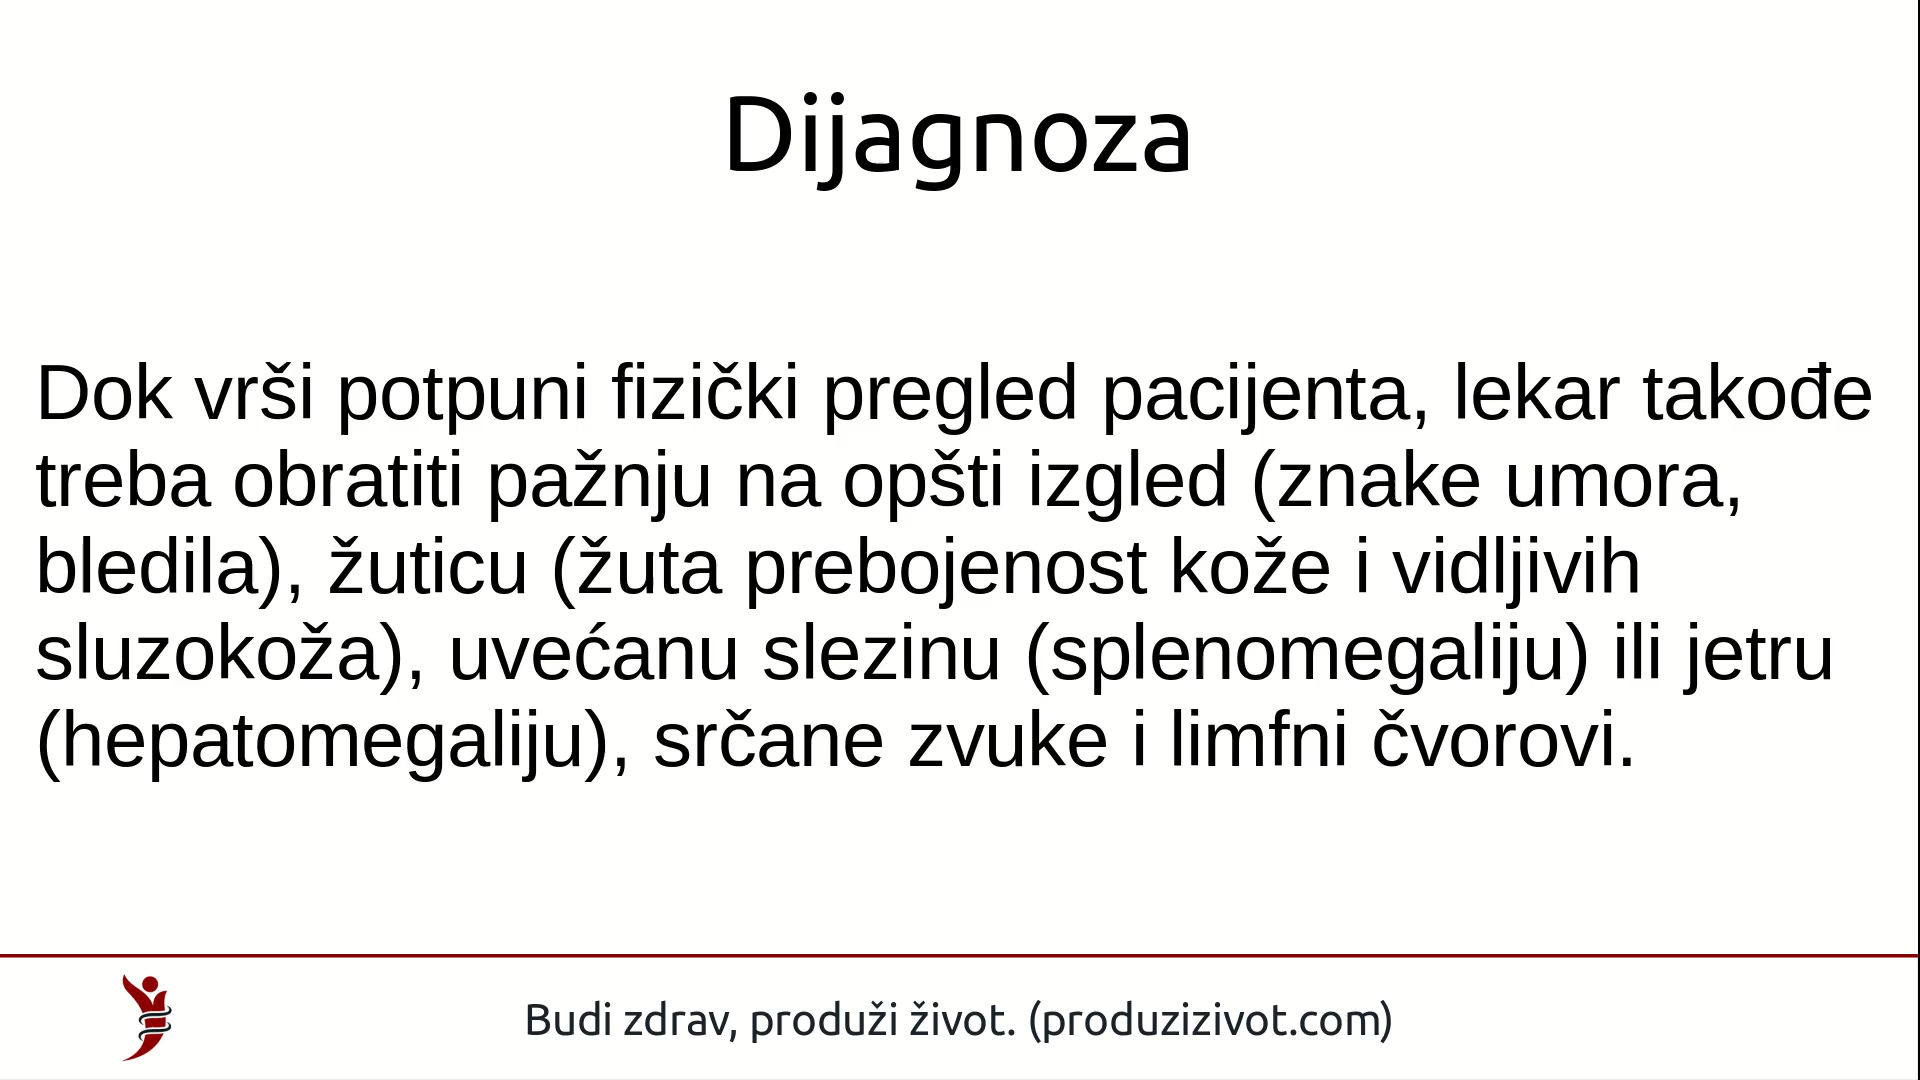 Dijagnoza
Dok vrši potpuni fizički pregled pacijenta, lekar takođe
treba obratiti pažnju na opšti izgled (znake umora,
bledila), žuticu (žuta prebojenost kože i vidljivih
sluzokoža), uvećanu slezinu (splenomegaliju) ili jetru
(hepatomegaliju), srčane zvuke i limfni čvorovi.
Budi zdrav, produži život. (produzizivot.com)